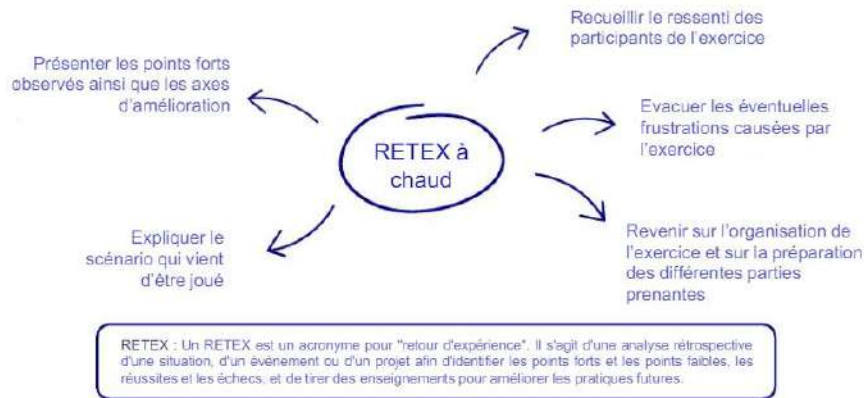 Présenter les points forts
observés ainsi que les axes
d'amélioration
Recueillir le ressenti des
participants de l'exercice
RETEX à
chaud
Evacuer les éventuelles
frustrations causées par
l'exercice
Expliquer le
scénario qui vient
d'être joué
Revenir sur l'organisation de
l'exercice et sur la préparation
des différentes parties
prenantes
RETEX : Un RETEX est un acronyme pour "retour d'expérience". Il s'agit d'une analyse rétrospective
d'une situation, d'un événement ou d'un projet afin d'identifier les points forts et les points faibles, les
réussites et les échecs, et de tirer des enseignements pour améliorer les pratiques futures.